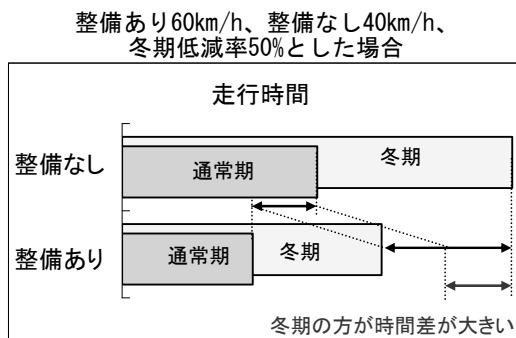 整備あり60km/h、整備なし40km/h、
冬期低減率50%とした場合
走行時間
整備なし
通常期
冬期
整備あり
通常期
冬期
冬期の方が時間差が大きい